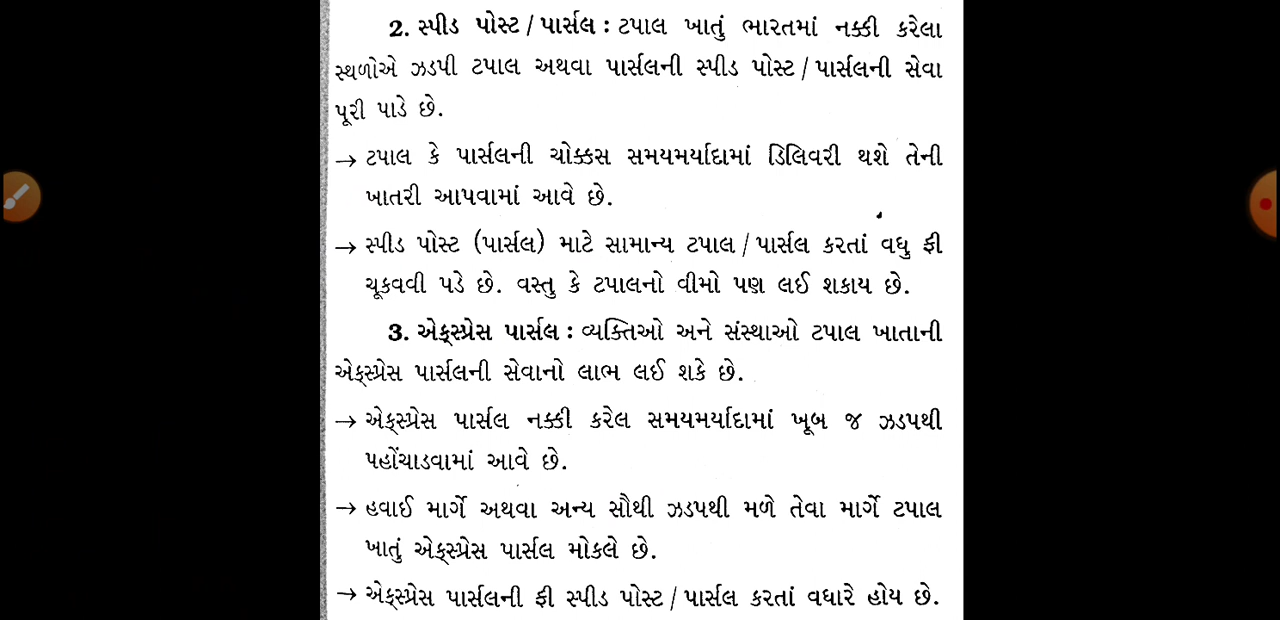 2. સ્પીડ પોસ્ટ / પાર્સલ : ટપાલ ખાતું ભારતમાં નક્કી કરેલા
સ્થળોએ ઝડપી ટપાલ અથવા પાર્સલની સ્પીડ પોસ્ટ / પાર્સલની સેવા
પૂરી પાડે છે.
→ ટપાલ કે પાર્સલની ચોક્કસ સમયમર્યાદામાં ડિલિવરી થશે તેની
ખાતરી આપવામાં આવે છે.
→ સ્પીડ પોસ્ટ (પાર્સલ) માટે સામાન્ય ટપાલ / પાર્સલ કરતાં વધુ ફી
ચૂકવવી પડે છે. વસ્તુ કે ટપાલનો વીમો પણ લઈ શકાય છે.
3. એક્સ્પ્રેસ પાર્સલ : વ્યક્તિઓ અને સંસ્થાઓ ટપાલ ખાતાની
એક્સ્પ્રેસ પાર્સલની સેવાનો લાભ લઈ શકે છે.
→ એક્સ્પ્રેસ પાર્સલ નક્કી કરેલ સમયમર્યાદામાં ખૂબ જ ઝડપથી
પહોંચાડવામાં આવે છે.
→ હવાઈ માર્ગે અથવા અન્ય સૌથી ઝડપથી મળે તેવા માર્ગે ટપાલ
ખાતું એક્સ્પ્રેસ પાર્સલ મોકલે છે.
→ એક્સ્પ્રેસ પાર્સલની ફી સ્પીડ પોસ્ટ / પાર્સલ કરતાં વધારે હોય છે.